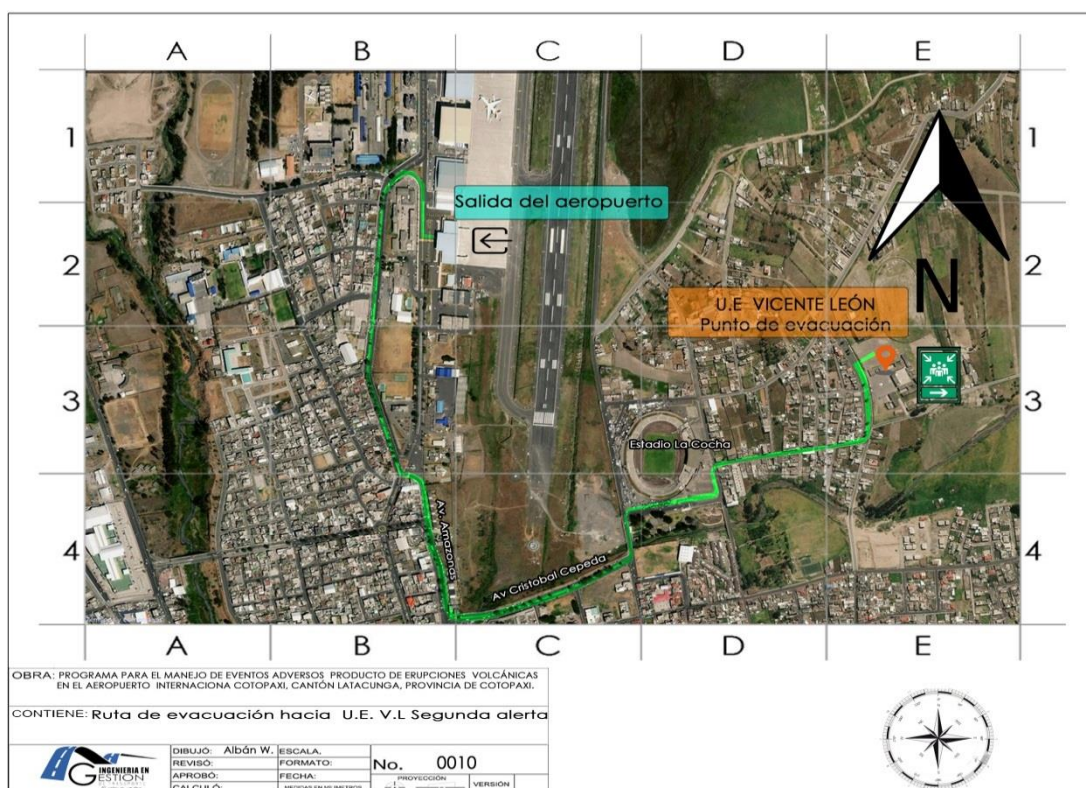 A B C D E
1 1
Salida del aeropuerto
2 2
N
U.E VICENTE LEÓN
Punto de evacuación
3 3
Estadio La Cocha
Av. Amazonas
4 4
Av Cristobal Cepeda
A B C D E
OBRA: PROGRAMA PARA EL MANEJO DE EVENTOS ADVERSOS PRODUCTO DE ERUPCIONES VOLCÁNICAS
EN EL AEROPUERTO INTERNACIONA COTOPAXI, CANTÓN LATACUNGA, PROVINCIA DE COTOPAXI.
CONTIENE: Ruta de evacuación hacia U.E. V.L Segunda alerta
INGENIERIA EN
GESTION
DIBUJÓ: Albán W. ESCALA.
REVISÓ: FORMATO:
APROBÓ: FECHA:
CALCULÓ:
No. 0010
PROYECCIÓN
VERSIÓN